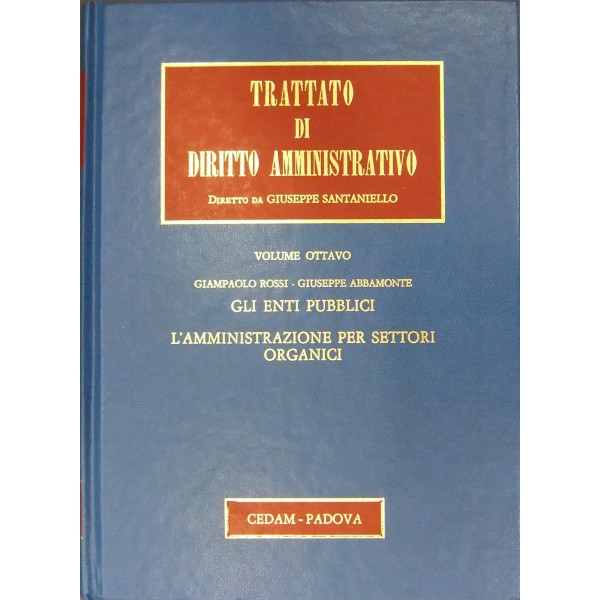 TRATTATO
DI
DIRITTO AMMINISTRATIVO
DIRETTO DA GIUSEPPE SANTANIELLO
VOLUME OTTAVO
GIAMPAOLO ROSSI - GIUSEPPE ABBAMONTE
GLI ENTI PUBBLICI
L'AMMINISTRAZIONE PER SETTORI
ORGANICI
CEDAM - PADOVA